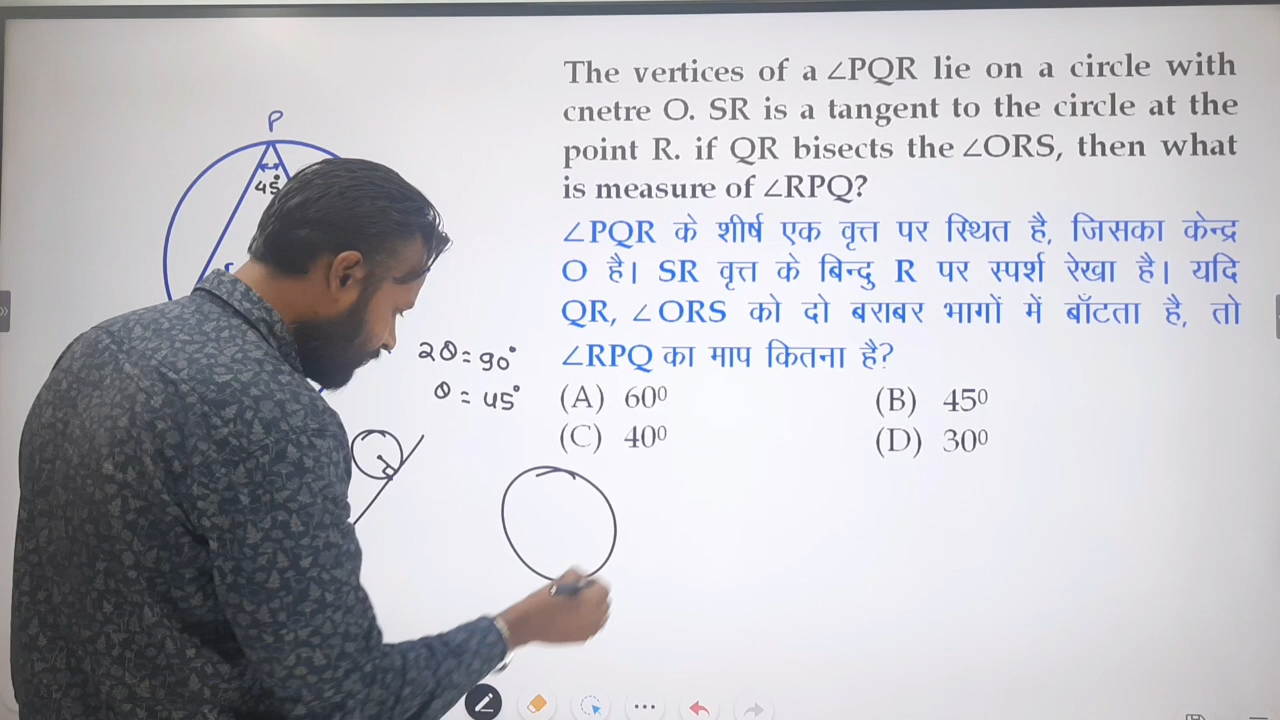 The vertices of a ∠PQR lie on a circle with
cnetre O. SR is a tangent to the circle at the
point R. if QR bisects the ∠ORS, then what
is measure of ∠RPQ?
∠PQR के शीर्ष एक वृत्त पर स्थित है, जिसका केन्द्र
O है। SR वृत्त के बिन्दु R पर स्पर्श रेखा है। यदि
QR, ∠ORS को दो बराबर भागों में बाँटता है, तो
∠RPQ का माप कितना है?
(A) 60⁰ (B) 45⁰
(C) 40⁰ (D) 30⁰
P
45°
2θ = 90°
θ = 45°